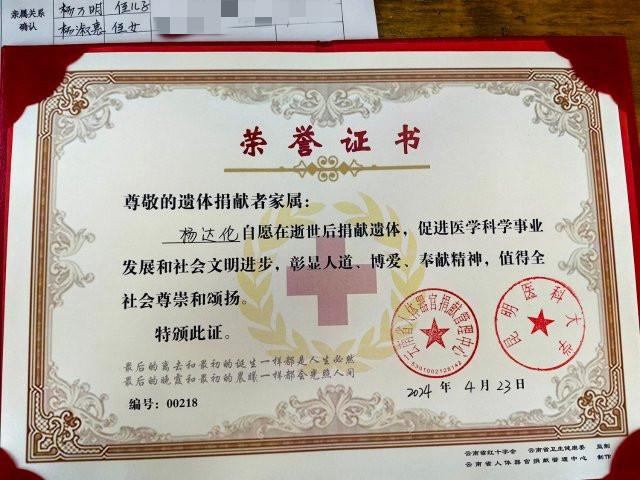 亲属关系
确认
杨万明 侄儿子
杨淑惠 侄女
荣誉证书
尊敬的遗体捐献者家属：
杨达化自愿在逝世后捐献遗体，促进医学科学事业
发展和社会文明进步，彰显人道、博爱、奉献精神，值得全
社会尊崇和颂扬。
特颁此证。
云南省人体器官捐献管理中心
5301002128142
昆明医科大学
最后的离去和最初的诞生一样都是人生必然
最后的晚霞和最初的晨曦一样都会光照人间
2024 年 4 月 23 日
编号：00218
云南省红十字会 云南省卫生健康委 监制
云南省人体器官捐献管理中心 制作